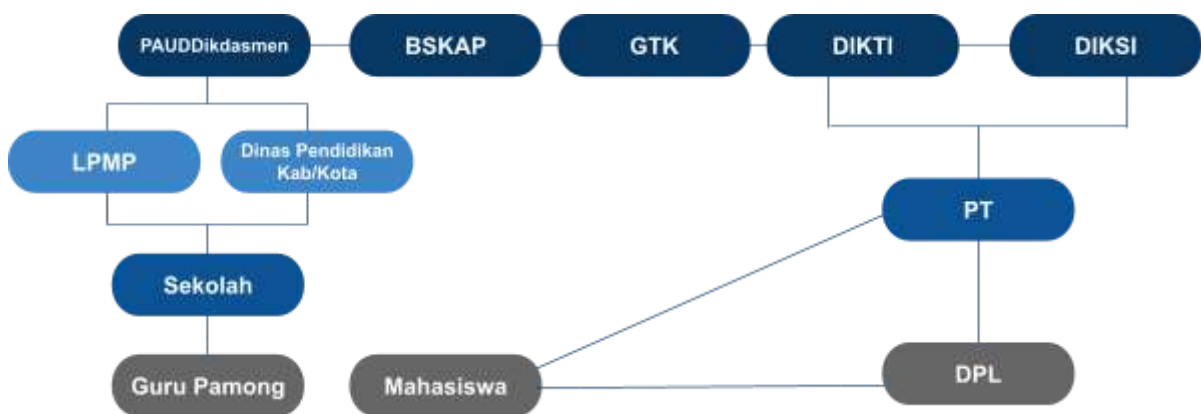 PAUDDikdasmen
BSKAP
GTK
DIKTI
DIKSI
LPMP
Dinas Pendidikan
Kab/Kota
PT
Sekolah
Guru Pamong
Mahasiswa
DPL